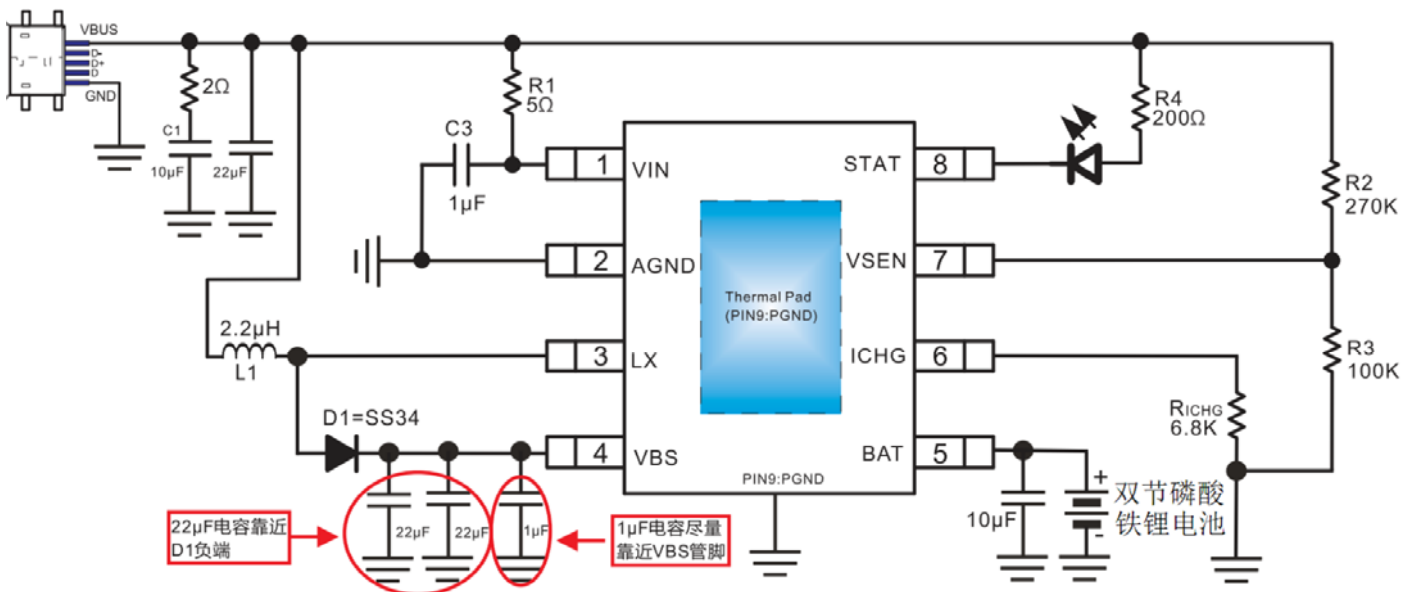 VBUS
D-
D+
D
GND
2Ω
C1
10μF
22μF
R1
5Ω
C3
1μF
R4
200Ω
1
VIN
STAT
8
R2
270K
2
AGND
VSEN
7
Thermal Pad
(PIN9:PGND)
2.2μH
L1
3
LX
ICHG
6
R3
100K
D1=SS34
RICHG
6.8K
4
VBS
BAT
5
PIN9:PGND
22μF电容靠近
D1负端
22μF
22μF
1μF
1μF电容尽量
靠近VBS管脚
10μF
+
-
双节磷酸
铁锂电池